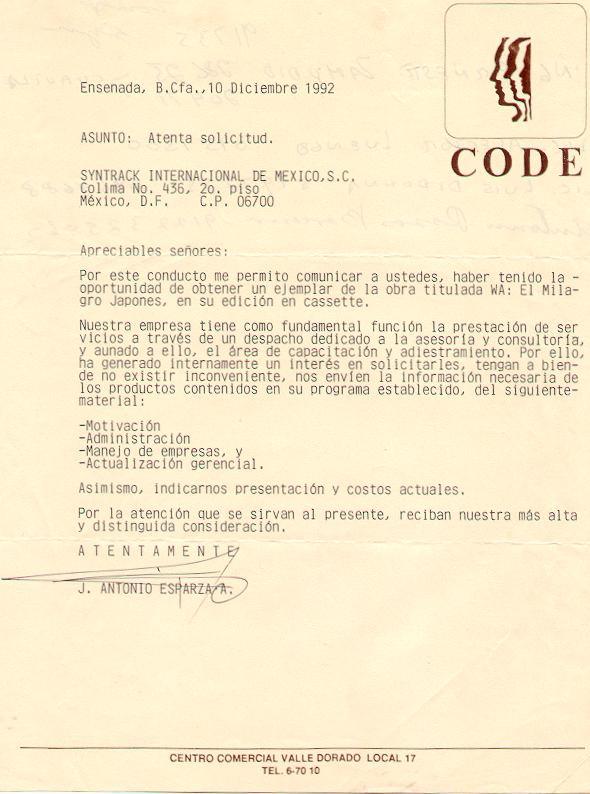 CODE
Ensenada, B.Cfa.,10 Diciembre 1992
ASUNTO: Atenta solicitud.
SYNTRACK INTERNACIONAL DE MEXICO,S.C.
Colima No. 436, 2o. piso
México, D.F. C.P. 06700
Apreciables señores:
Por este conducto me permito comunicar a ustedes, haber tenido la -
oportunidad de obtener un ejemplar de la obra titulada WA: El Mila-
gro Japones, en su edición en cassette.
Nuestra empresa tiene como fundamental función la prestación de ser
vicios a través de un despacho dedicado a la asesoría y consultoría,
y aunado a ello, el área de capacitación y adiestramiento. Por ello,
ha generado internamente un interés en solicitarles, tengan a bien-
de no existir inconveniente, nos envíen la información necesaria de
los productos contenidos en su programa establecido, del siguiente-
material:
-Motivación
-Administración
-Manejo de empresas, y
-Actualización gerencial.
Asimismo, indicarnos presentación y costos actuales.
Por la atención que se sirvan al presente, reciban nuestra más alta
y distinguida consideración.
A T E N T A M E N T E
J. ANTONIO ESPARZA A.
CENTRO COMERCIAL VALLE DORADO LOCAL 17
TEL. 6-70 10